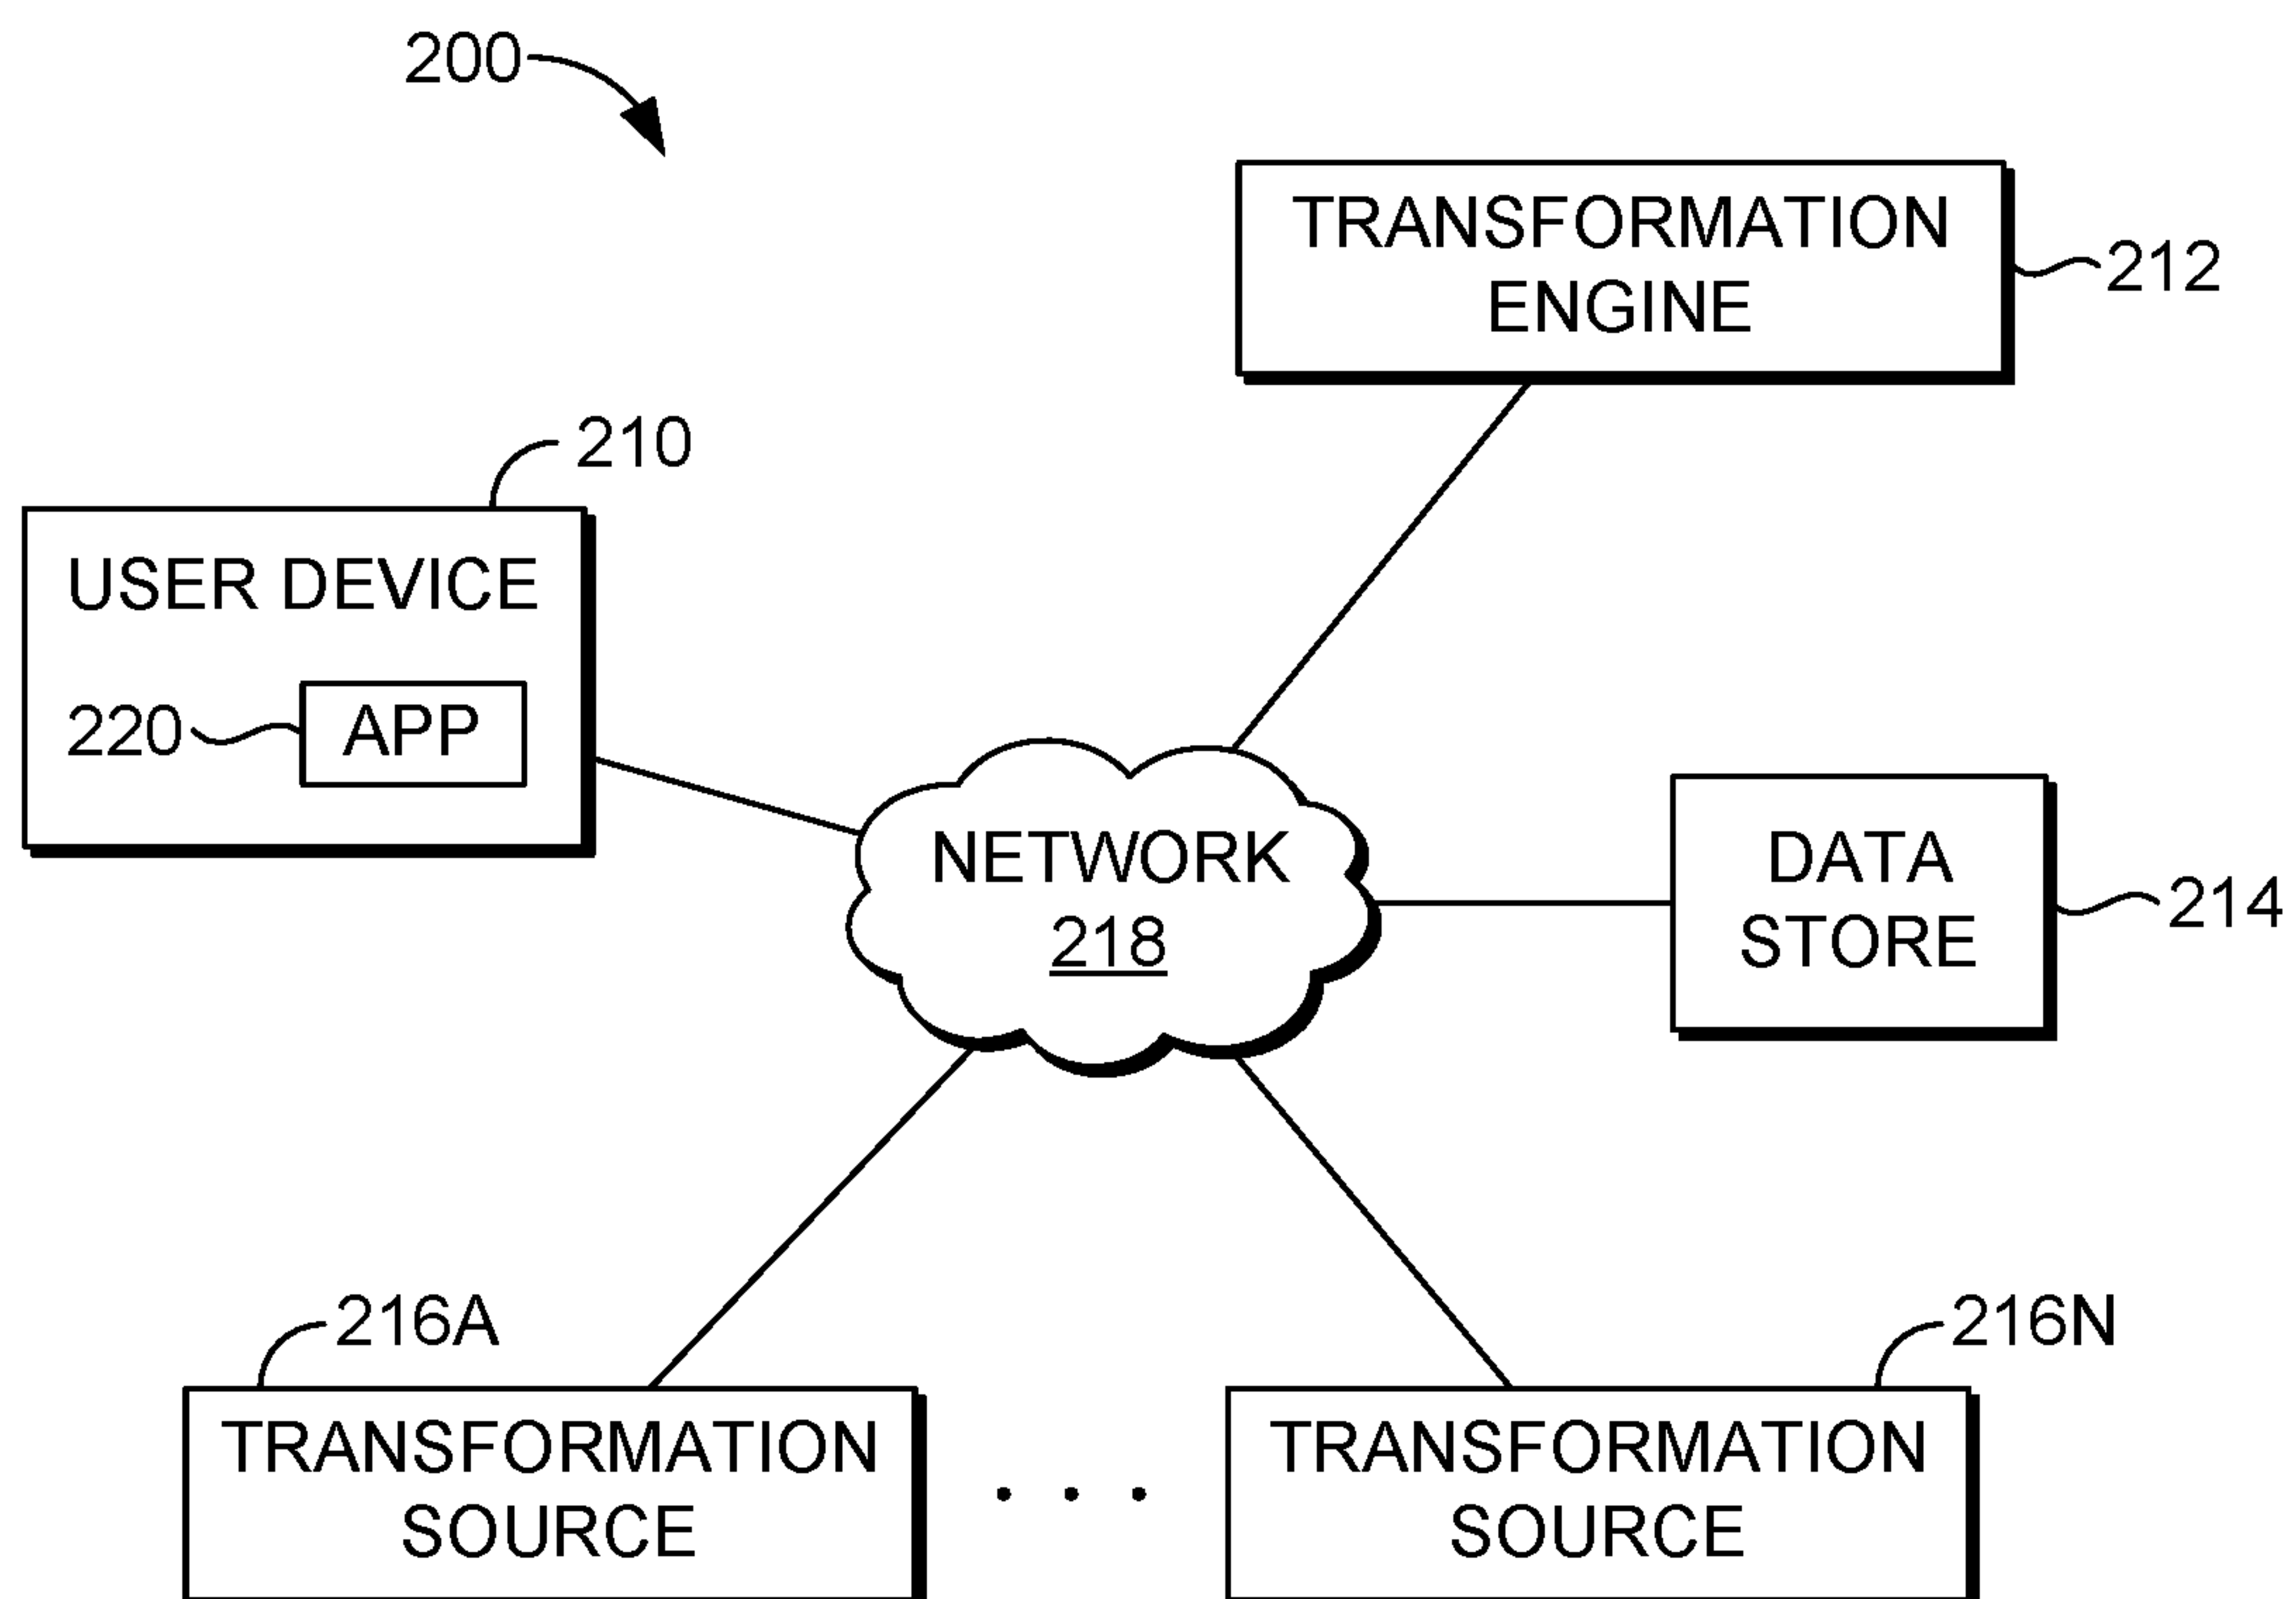 200
TRANSFORMATION
ENGINE
212
210
USER DEVICE
220
APP
NETWORK
218
DATA
STORE
214
216A
TRANSFORMATION
SOURCE
. . .
216N
TRANSFORMATION
SOURCE